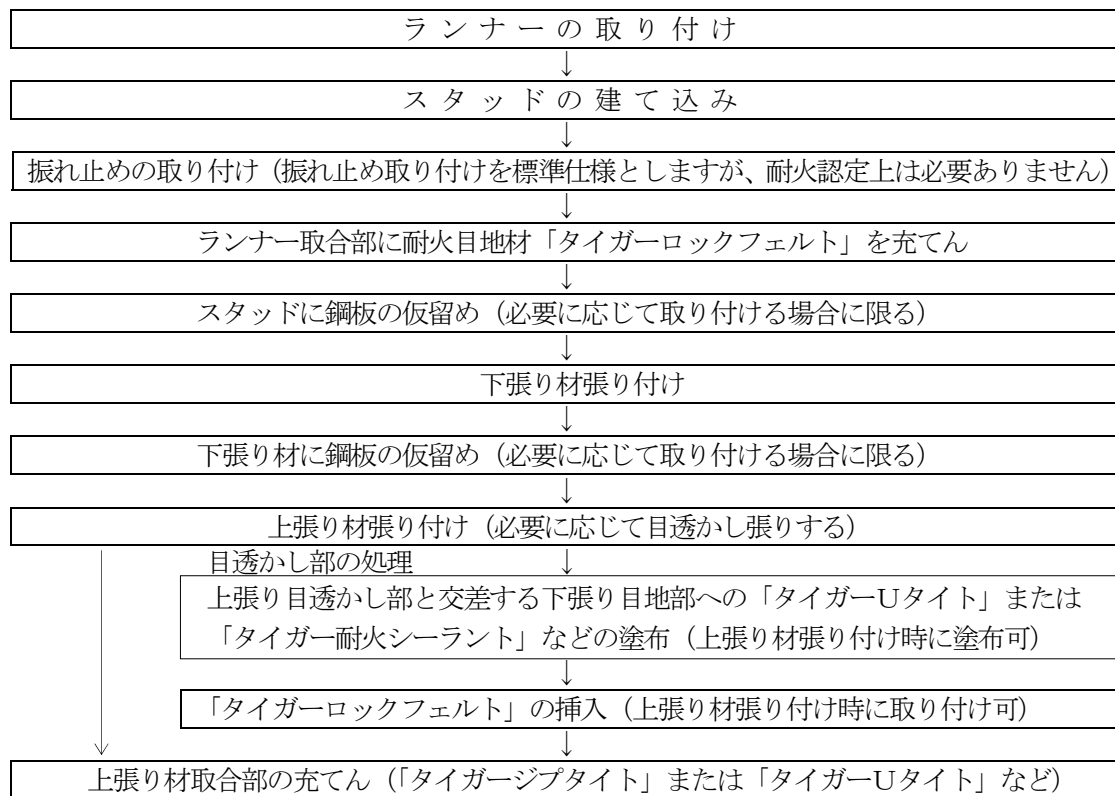 ランナーの取り付け
↓
スタッドの建て込み
↓
振れ止めの取り付け（振れ止め取り付けを標準仕様としますが、耐火認定上は必要ありません）
↓
ランナー取合部に耐火目地材「タイガーロックフェルト」を充てん
↓
スタッドに鋼板の仮留め（必要に応じて取り付ける場合に限る）
↓
下張り材張り付け
↓
下張り材に鋼板の仮留め（必要に応じて取り付ける場合に限る）
↓
上張り材張り付け（必要に応じて目透かし張りする）
目透かし部の処理 ↓
上張り目透かし部と交差する下張り目地部への「タイガーＵタイト」または
「タイガー耐火シーラント」などの塗布（上張り材張り付け時に塗布可）
↓
「タイガーロックフェルト」の挿入（上張り材張り付け時に取り付け可）
↓
上張り材取合部の充てん（「タイガージプタイト」または「タイガーＵタイト」など）